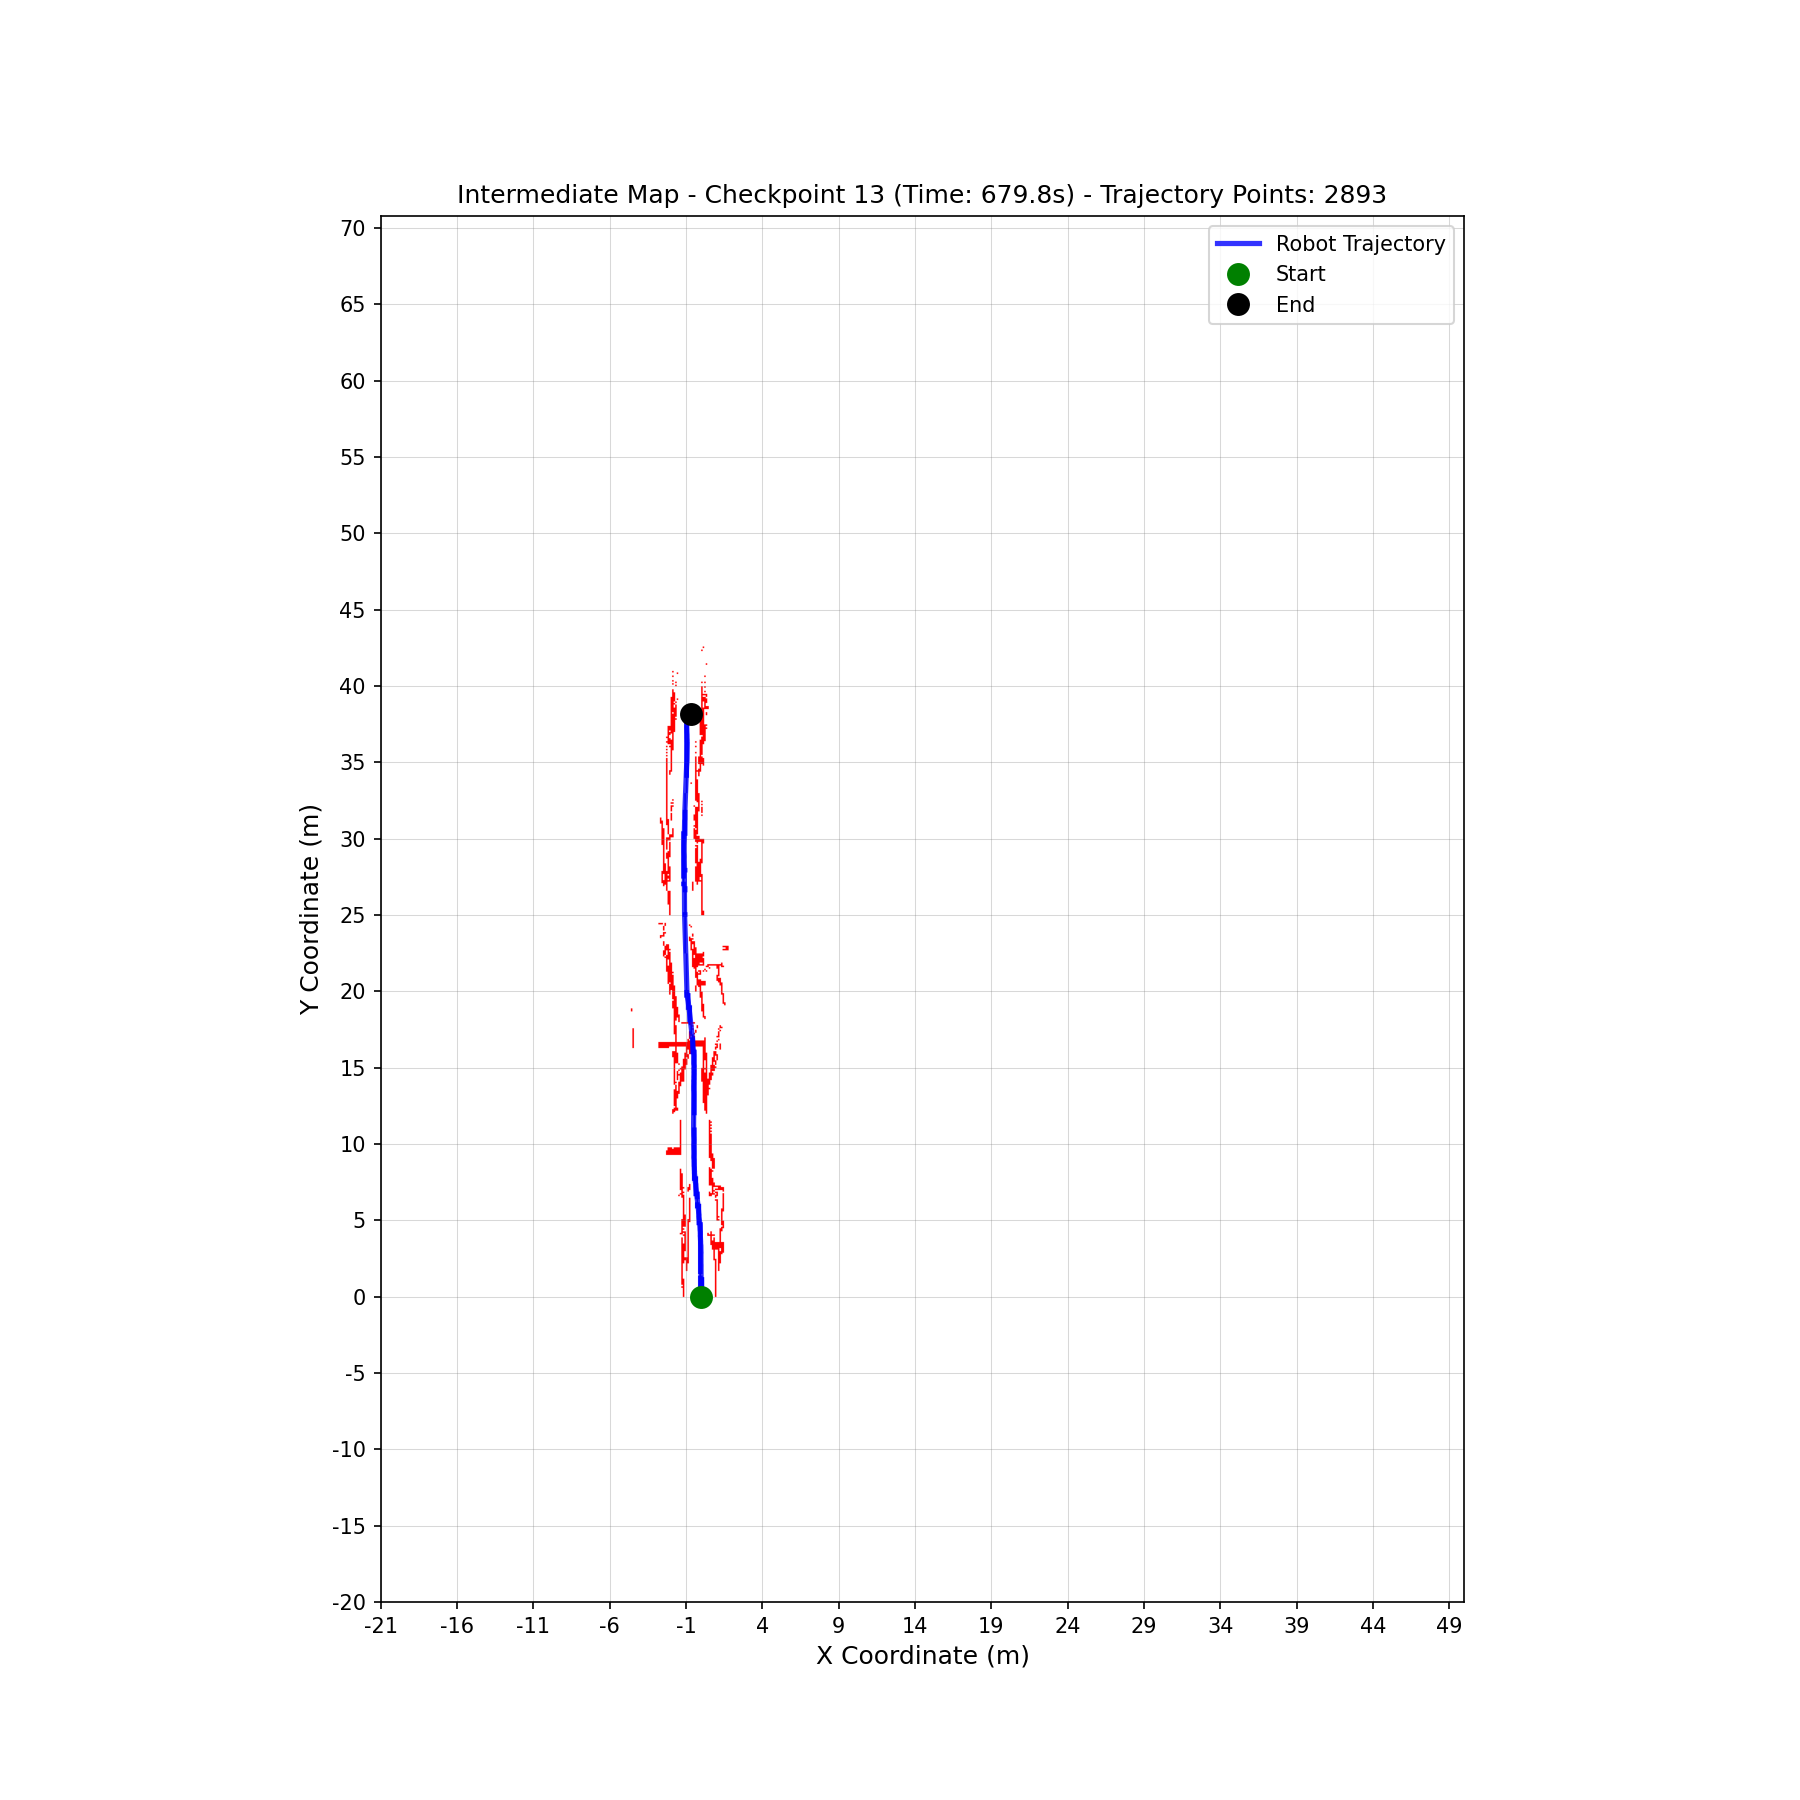 Intermediate Map - Checkpoint 13 (Time: 679.8s) - Trajectory Points: 2893
Robot Trajectory
Start
End
Y Coordinate (m)
70
65
60
55
50
45
40
35
30
25
20
15
10
5
0
-5
-10
-15
-20
-21 -16 -11 -6 -1 4 9 14 19 24 29 34 39 44 49
X Coordinate (m)